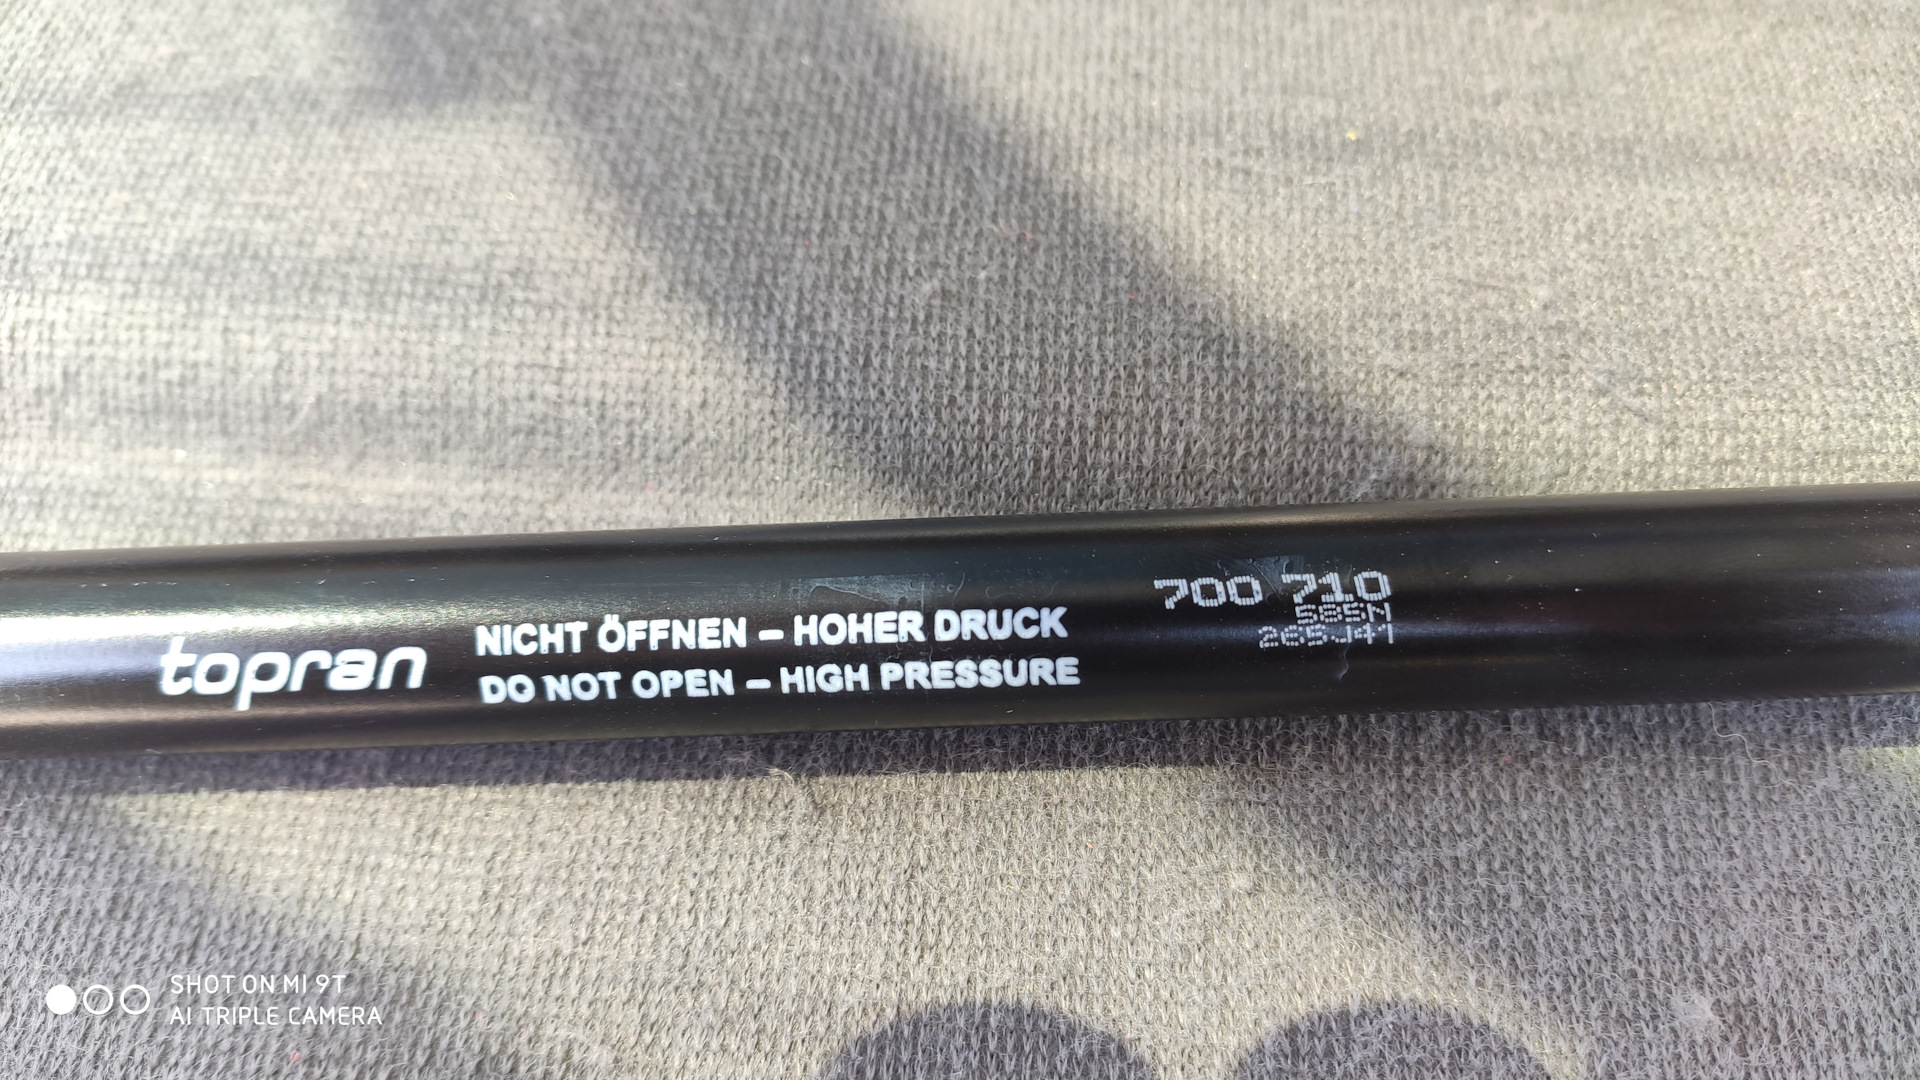 topran
NICHT ÖFFNEN – HOHER DRUCK
DO NOT OPEN – HIGH PRESSURE
700 710
585N
265J41
SHOT ON MI 9T
AI TRIPLE CAMERA